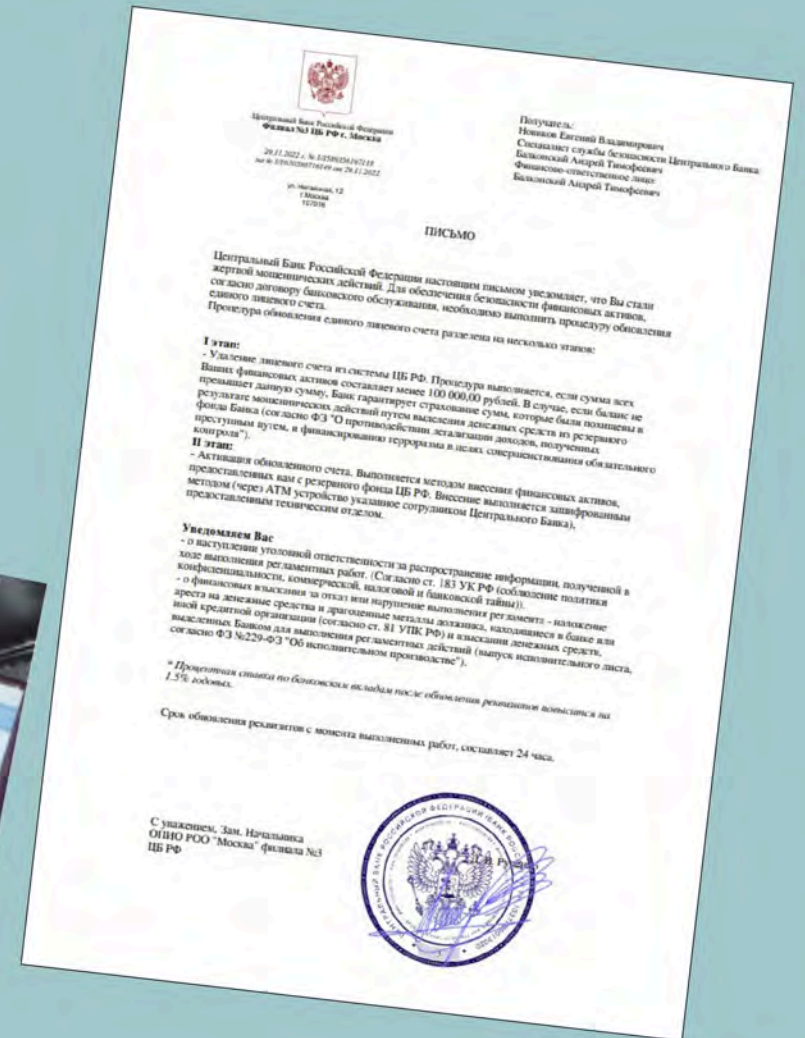 Центральный Банк Российской Федерации
Филиал №3 ЦБ РФ г. Москва
ул. Неглинная, 12
г.Москва
107016
Получатель:
Новиков Евгений Владимирович
Специалист службы безопасности Центрального Банка:
Балконский Андрей Тимофеевич
Финансово-ответственное лицо:
Балконский Андрей Тимофеевич
ПИСЬМО
Центральный Банк Российской Федерации настоящим письмом уведомляет, что Вы стали
жертвой мошеннических действий. Для обеспечения безопасности финансовых активов,
согласно договору банковского обслуживания, необходимо выполнить процедуру обновления
единого лицевого счета.
Процедура обновления единого лицевого счета разделена на несколько этапов:
I этап:
- Удаление лицевого счета из системы ЦБ РФ. Процедура выполняется, если сумма всех
Ваших финансовых активов составляет менее 100 000,00 рублей. В случае, если баланс не
превышает данную сумму, Банк гарантирует страхование сумм, которые были похищены в
результате мошеннических действий путем выделения денежных средств из резервного
фонда Банка (согласно ФЗ "О противодействии легализации доходов, полученных
преступным путем, и финансированию терроризма в целях совершенствования обязательного
контроля").
II этап:
- Активация обновленного счета. Выполняется методом внесения финансовых активов,
предоставленных вам с резервного фонда ЦБ РФ. Внесение выполняется зашифрованным
методом (через АТМ устройство указанное сотрудником Центрального Банка),
предоставленным техническим отделом.
Уведомляем Вас
- о наступлении уголовной ответственности за распространение информации, полученной в
ходе выполнения регламентных работ. (Согласно ст. 183 УК РФ (соблюдение политики
конфиденциальности, коммерческой, налоговой и банковской тайны)).
- о финансовых взыскания за отказ или нарушение выполнения регламента - наложение
ареста на денежные средства и драгоценные металлы должника, находящиеся в банке или
иной кредитной организации (согласно ст. 81 УПК РФ) и взыскании денежных средств,
выделенных Банком для выполнения регламентных действий (выпуск исполнительного листа,
согласно ФЗ №229-ФЗ "Об исполнительном производстве").
* Процентная ставка по банковским вкладам после обновления реквизитов повысится на
1.5% годовых.
Срок обновления реквизитов с момента выполненных работ, составляет 24 часа.
С уважением, Зам. Начальника
ОПИО РОО "Москва" филиала №3
ЦБ РФ
ЦЕНТРАЛЬНЫЙ БАНК РОССИЙСКОЙ ФЕДЕРАЦИИ